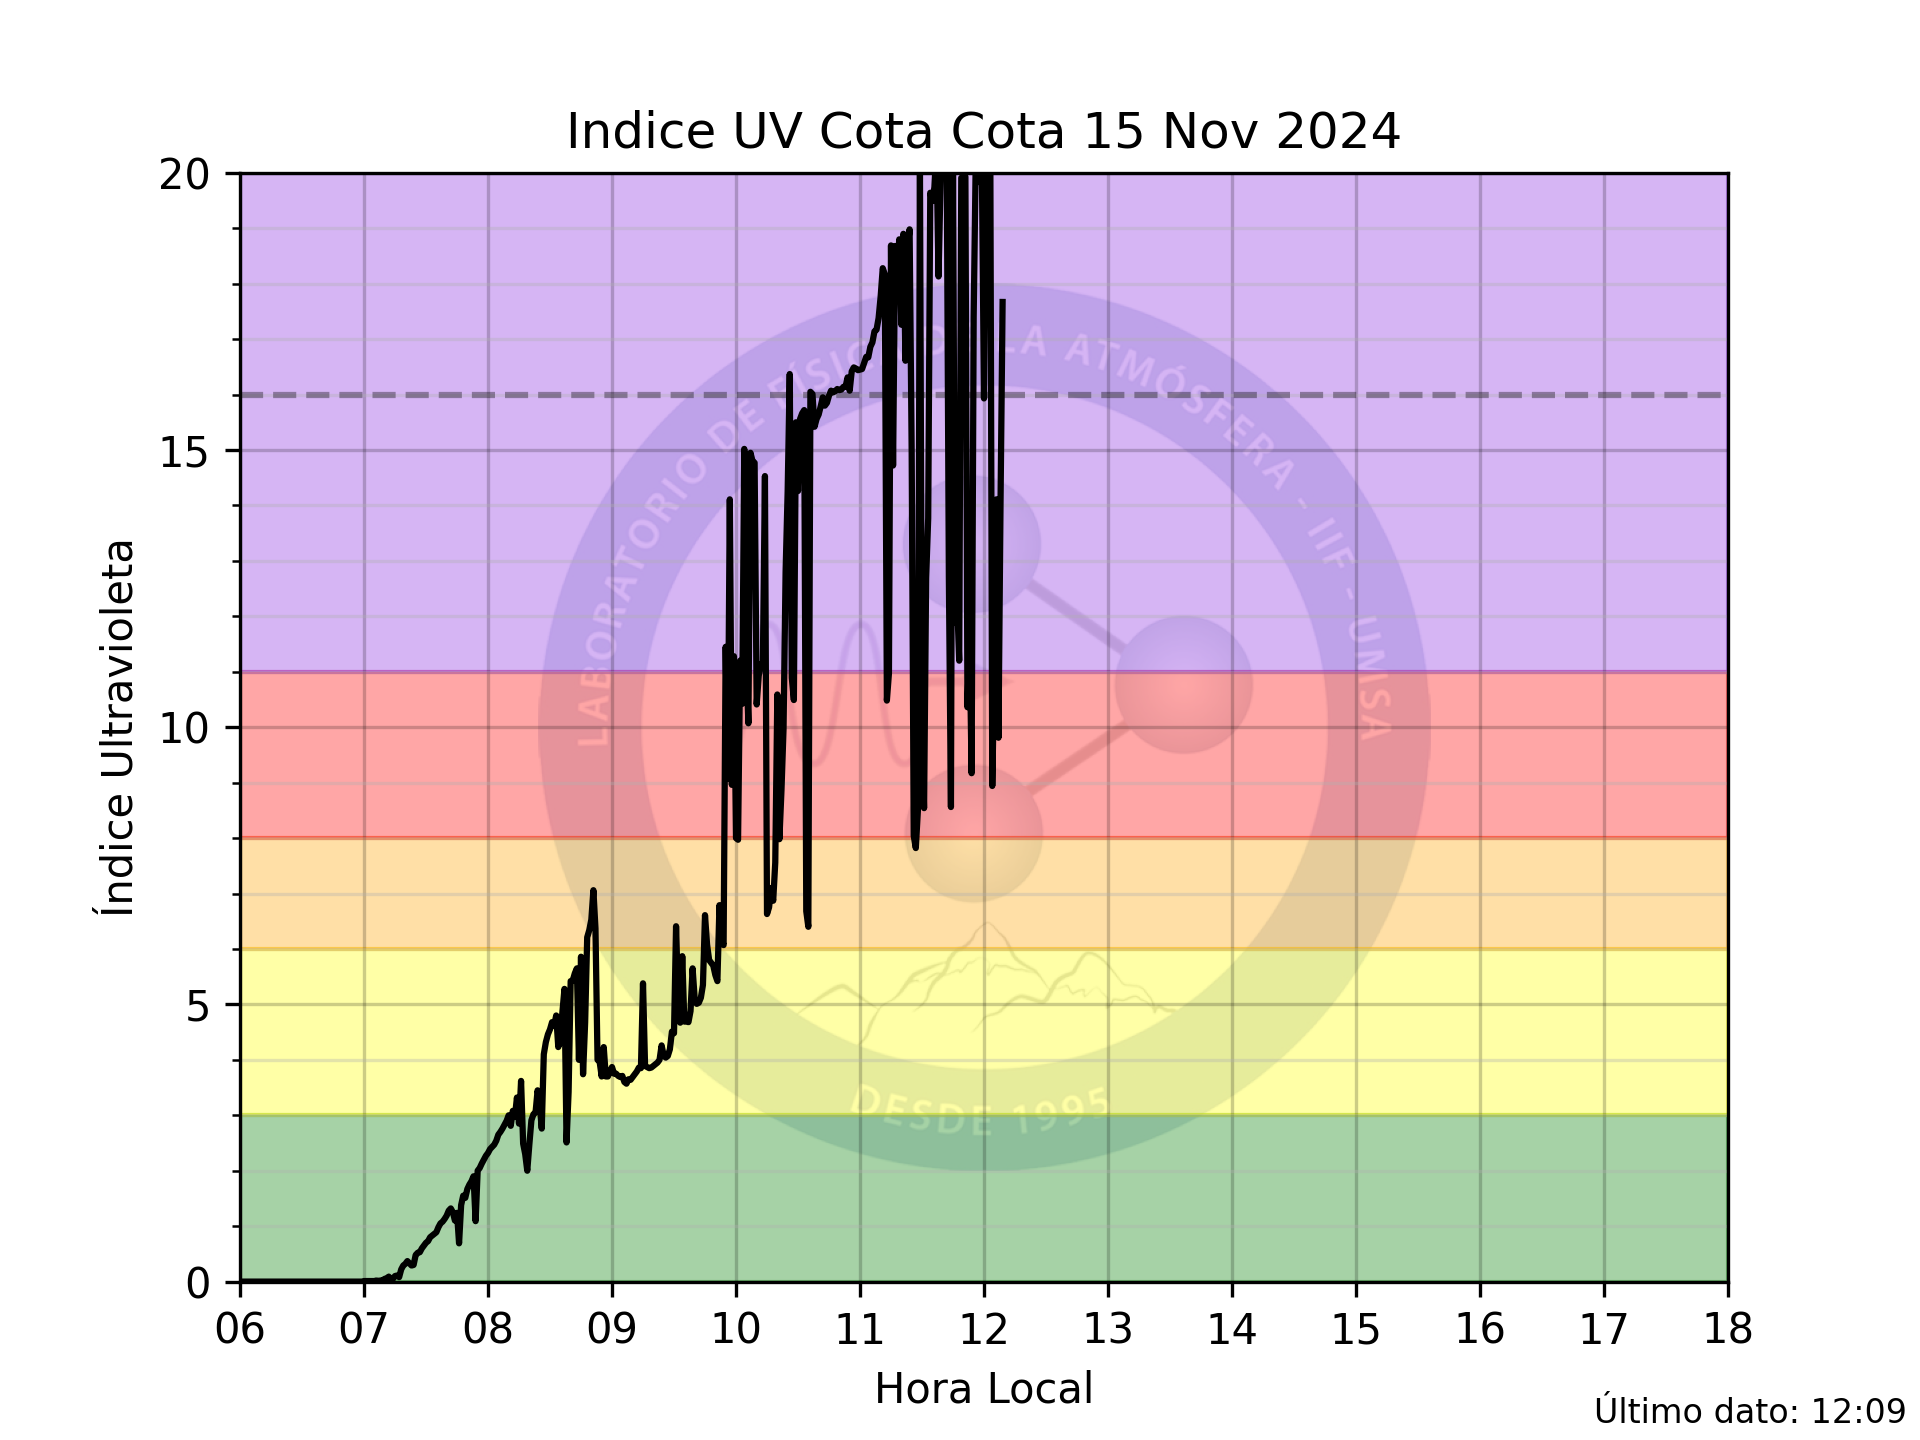 Indice UV Cota Cota 15 Nov 2024
20
15
10
5
0
Índice Ultravioleta
LABORATORIO DE FÍSICA DE LA ATMÓSFERA - IIF - UMSA
DESDE 1995
06 07 08 09 10 11 12 13 14 15 16 17 18
Hora Local
Último dato: 12:09